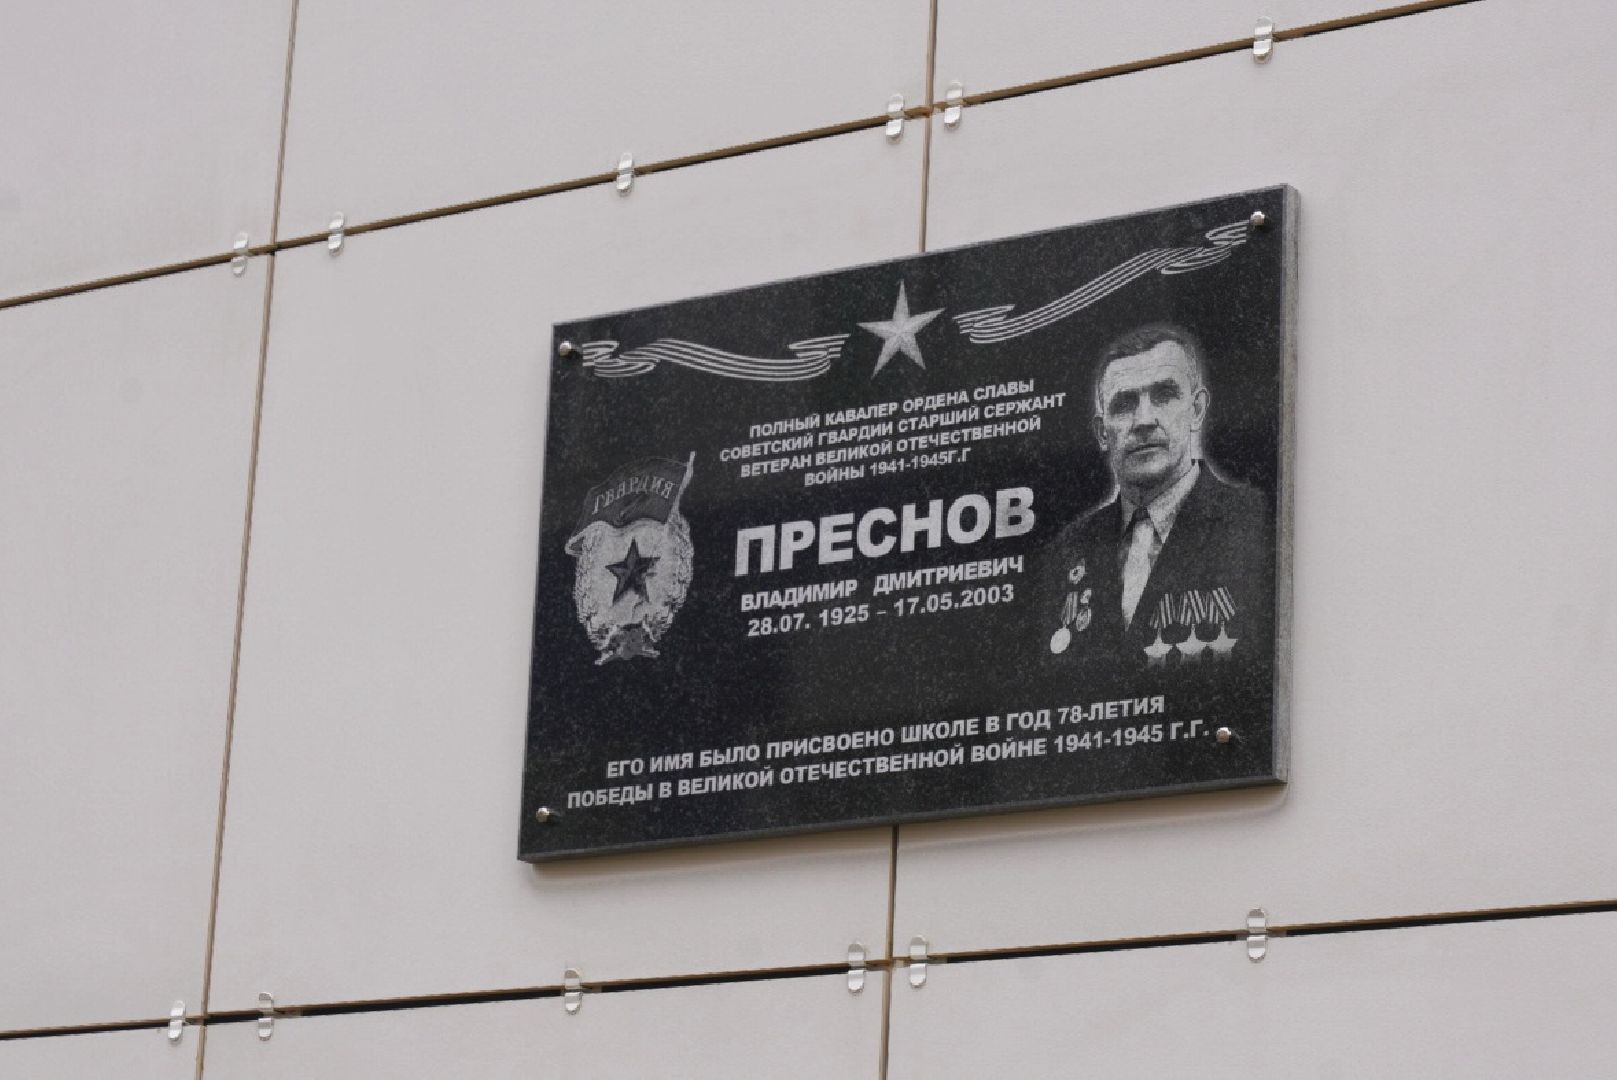 ПОЛНЫЙ КАВАЛЕР ОРДЕНА СЛАВЫ
СОВЕТСКИЙ ГВАРДИИ СТАРШИЙ СЕРЖАНТ
ВЕТЕРАН ВЕЛИКОЙ ОТЕЧЕСТВЕННОЙ
ВОЙНЫ 1941-1945Г.Г
ГВАРДИЯ
ПРЕСНОВ
ВЛАДИМИР ДМИТРИЕВИЧ
28.07. 1925 - 17.05.2003
ЕГО ИМЯ БЫЛО ПРИСВОЕНО ШКОЛЕ В ГОД 78-ЛЕТИЯ
ПОБЕДЫ В ВЕЛИКОЙ ОТЕЧЕСТВЕННОЙ ВОЙНЕ 1941-1945 Г.Г.